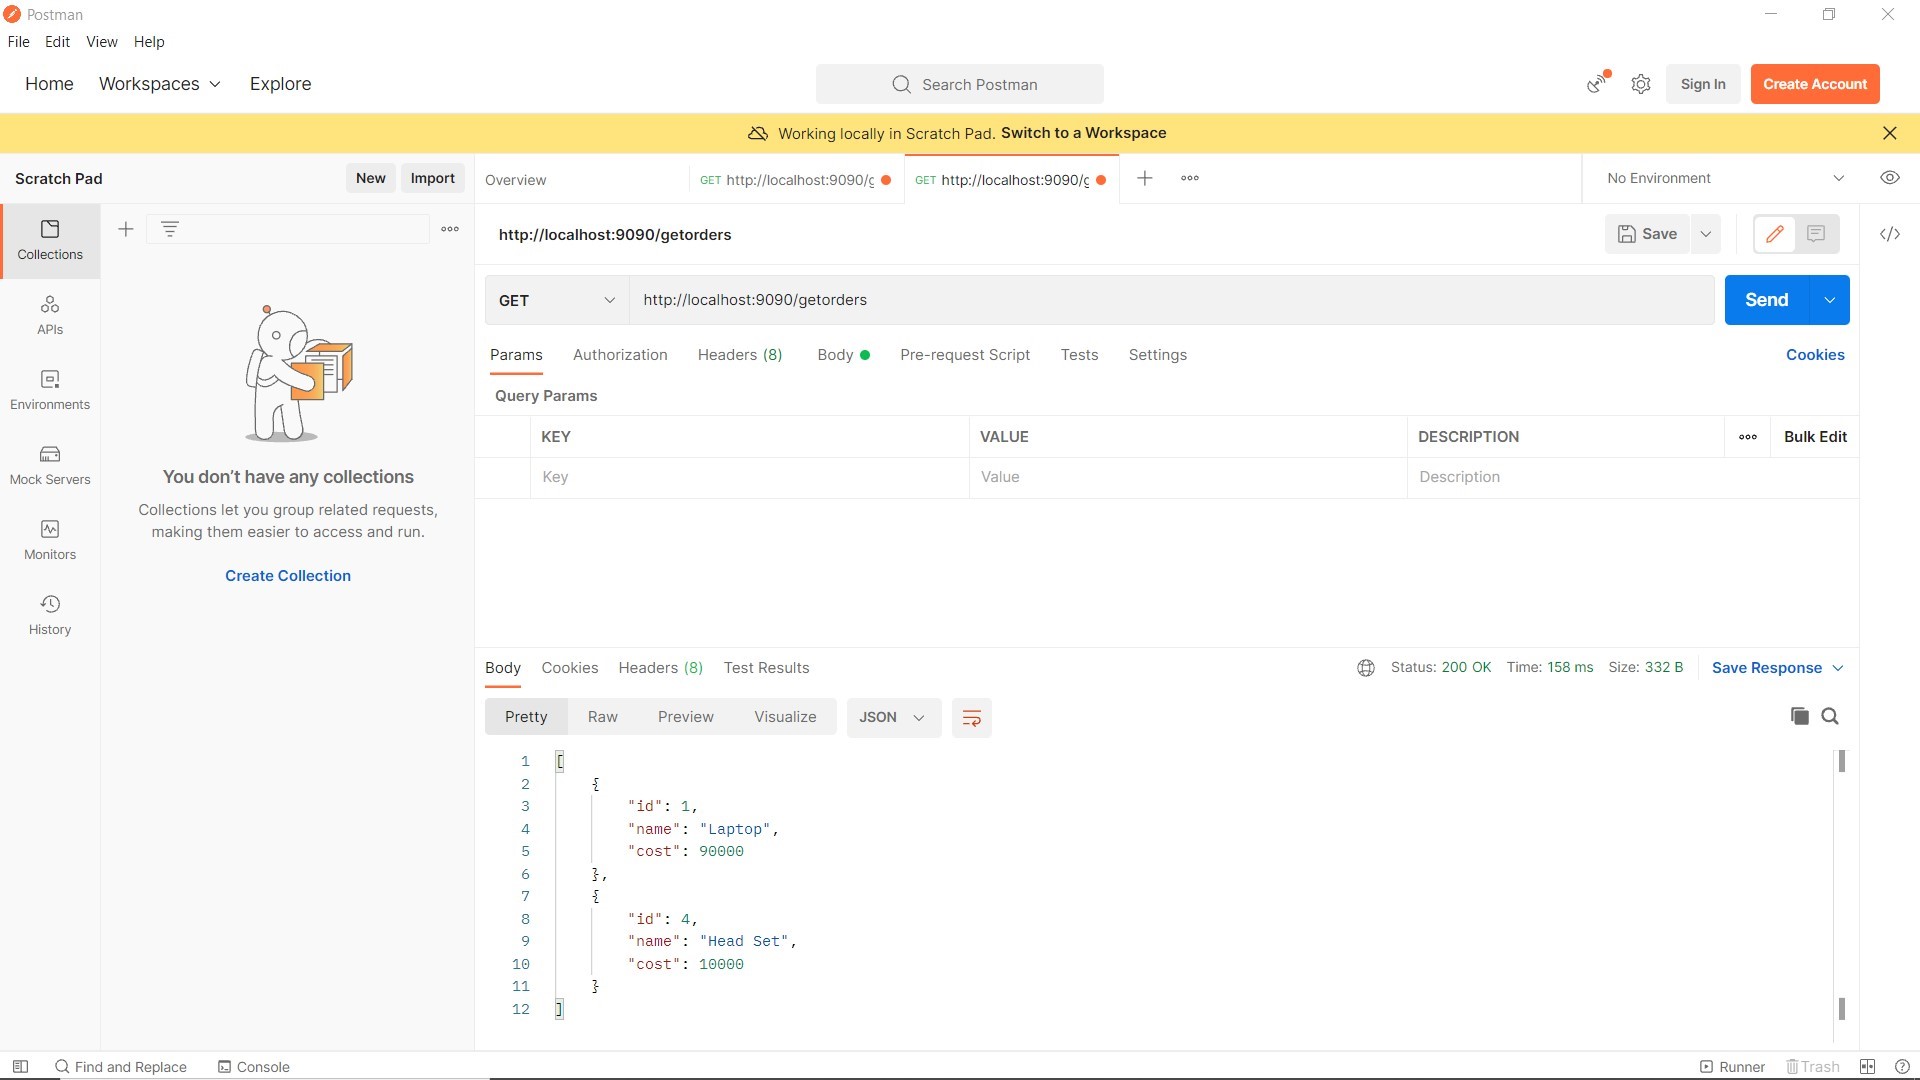 Postman
File Edit View Help
Home Workspaces Explore
Search Postman
Sign In
Create Account
Working locally in Scratch Pad. Switch to a Workspace
Scratch Pad
New
Import
Overview
GET http://localhost:9090/g
GET http://localhost:9090/g
No Environment
Collections
APIs
Environments
Mock Servers
Monitors
History
You don’t have any collections
Collections let you group related requests,
making them easier to access and run.
Create Collection
http://localhost:9090/getorders
Save
GET
http://localhost:9090/getorders
Send
Params Authorization Headers (8) Body Pre-request Script Tests Settings
Cookies
Query Params
KEY VALUE DESCRIPTION
Bulk Edit
Key Value Description
Body Cookies Headers (8) Test Results
Status: 200 OK Time: 158 ms Size: 332 B
Save Response
Pretty Raw Preview Visualize
JSON
1 [
2 {
3 "id": 1,
4 "name": "Laptop",
5 "cost": 90000
6 },
7 {
8 "id": 4,
9 "name": "Head Set",
10 "cost": 10000
11 }
12 ]
Find and Replace
Console
Runner
Trash